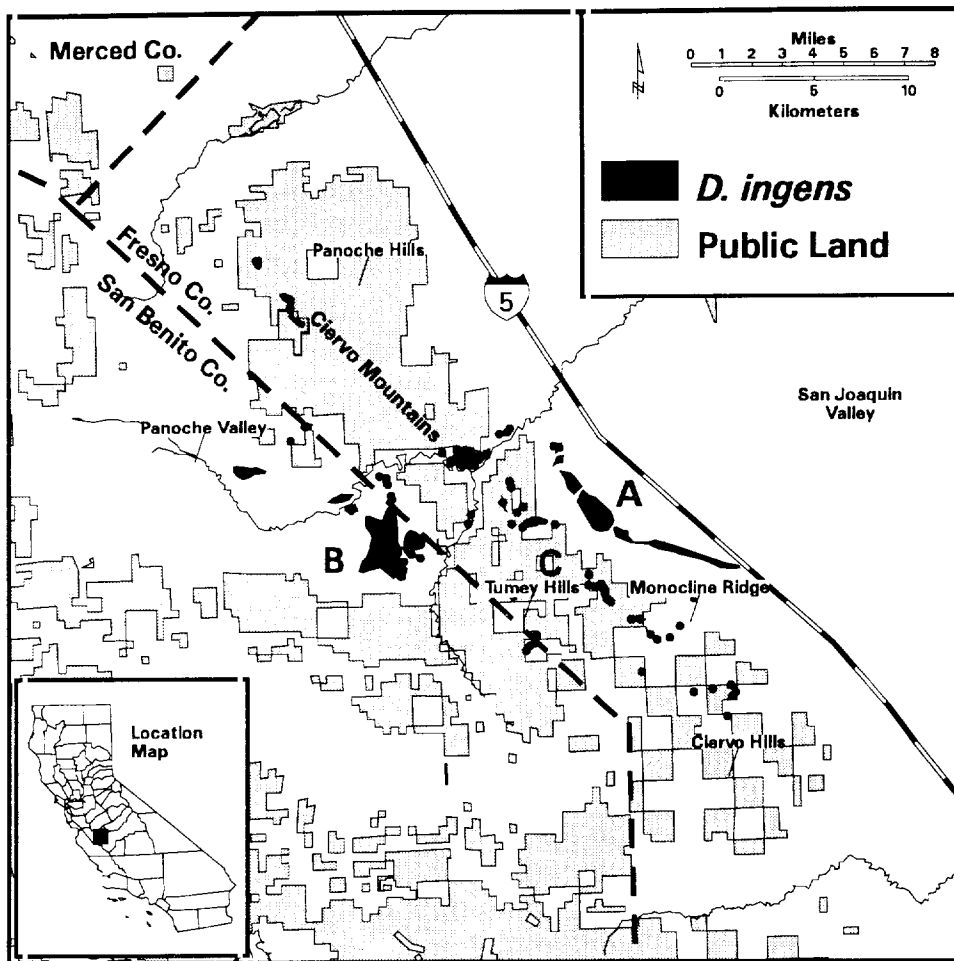 Merced Co.
Miles
0 1 2 3 4 5 6 7 8
0 5 10
Kilometers
N
D. ingens
Public Land
Fresno Co.
San Benito Co.
Panoche Hills
5
Ciervo Mountains
San Joaquin
Valley
Panoche Valley
A
B
C
Tumey Hills
Monocline Ridge
Ciervo Hills
Location
Map